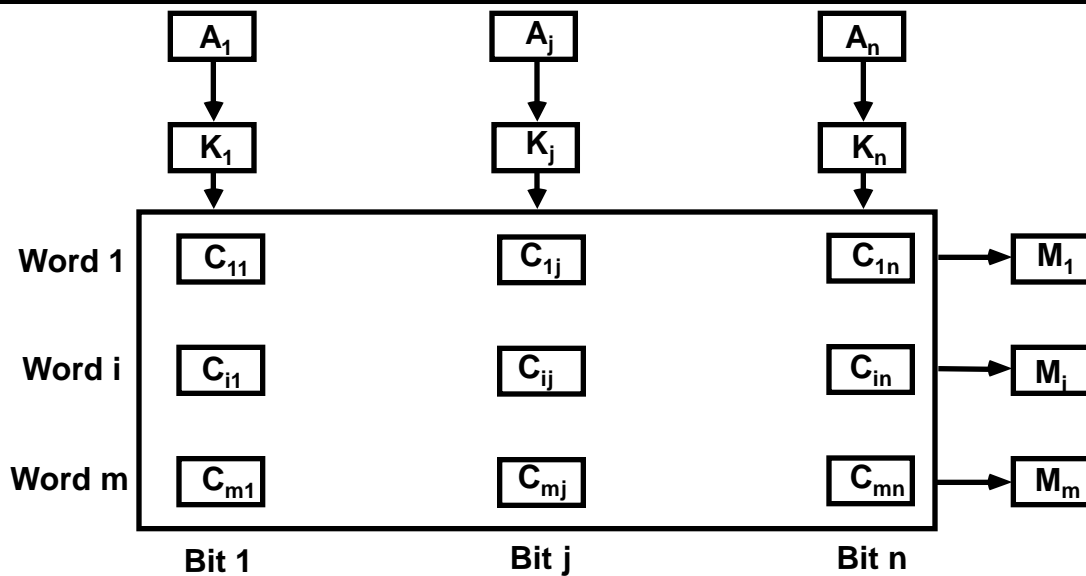 A₁ Aⱼ Aₙ
K₁ Kⱼ Kₙ
Word 1 C₁₁ C₁ⱼ C₁ₙ M₁
Word i Cᵢ₁ Cᵢⱼ Cᵢₙ Mᵢ
Word m Cₘ₁ Cₘⱼ Cₘₙ Mₘ
Bit 1 Bit j Bit n